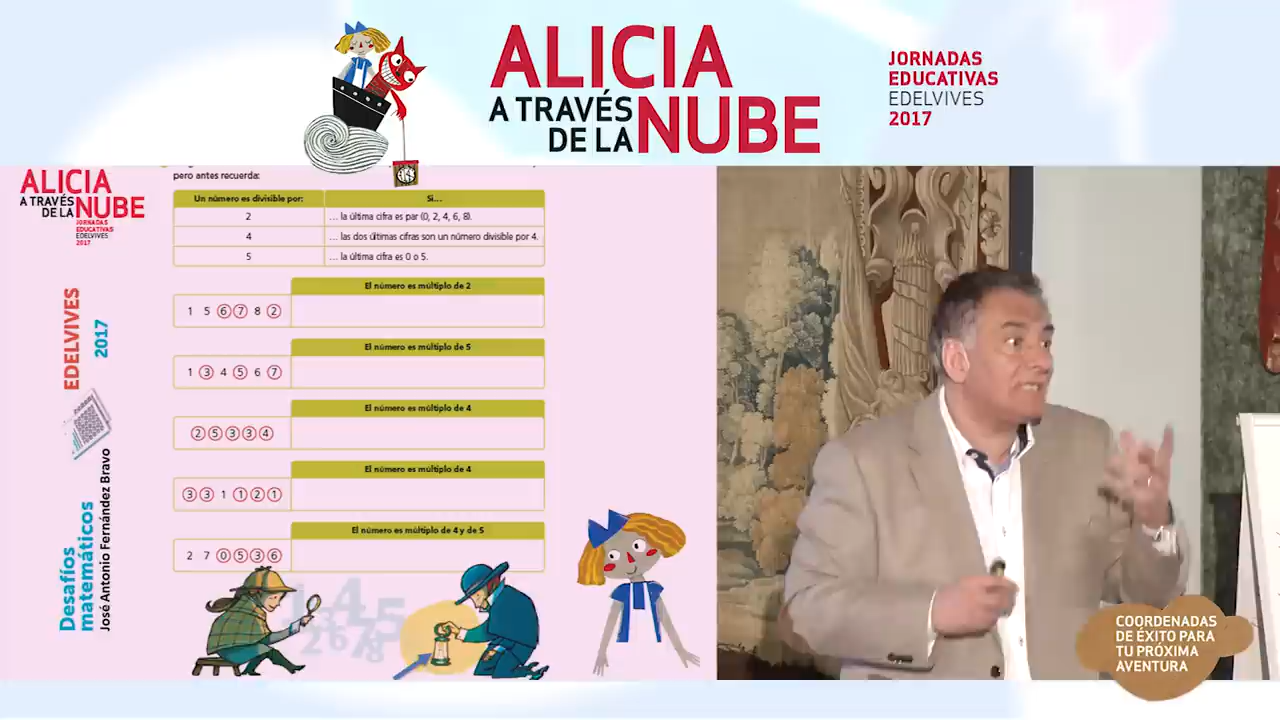 ALICIA
A TRAVÉS
DE LA NUBE
JORNADAS
EDUCATIVAS
EDELVIVES
2017
ALICIA
A TRAVÉS
DE LA NUBE
JORNADAS
EDUCATIVAS
EDELVIVES
2017
EDELVIVES
2017
Desafíos
matemáticos
José Antonio Fernández Bravo
pero antes recuerda:
Un número es divisible por: Si...
2 ... la última cifra es par (0, 2, 4, 6, 8).
4 ... las dos últimas cifras son un número divisible por 4.
5 ... la última cifra es 0 o 5.
El número es múltiplo de 2
1 5 6 7 8 2
El número es múltiplo de 5
1 3 4 5 6 7
El número es múltiplo de 4
2 5 3 3 4
El número es múltiplo de 4
3 3 1 1 2 1
El número es múltiplo de 4 y de 5
2 7 0 5 3 6
COORDENADAS
DE ÉXITO PARA
TU PRÓXIMA
AVENTURA